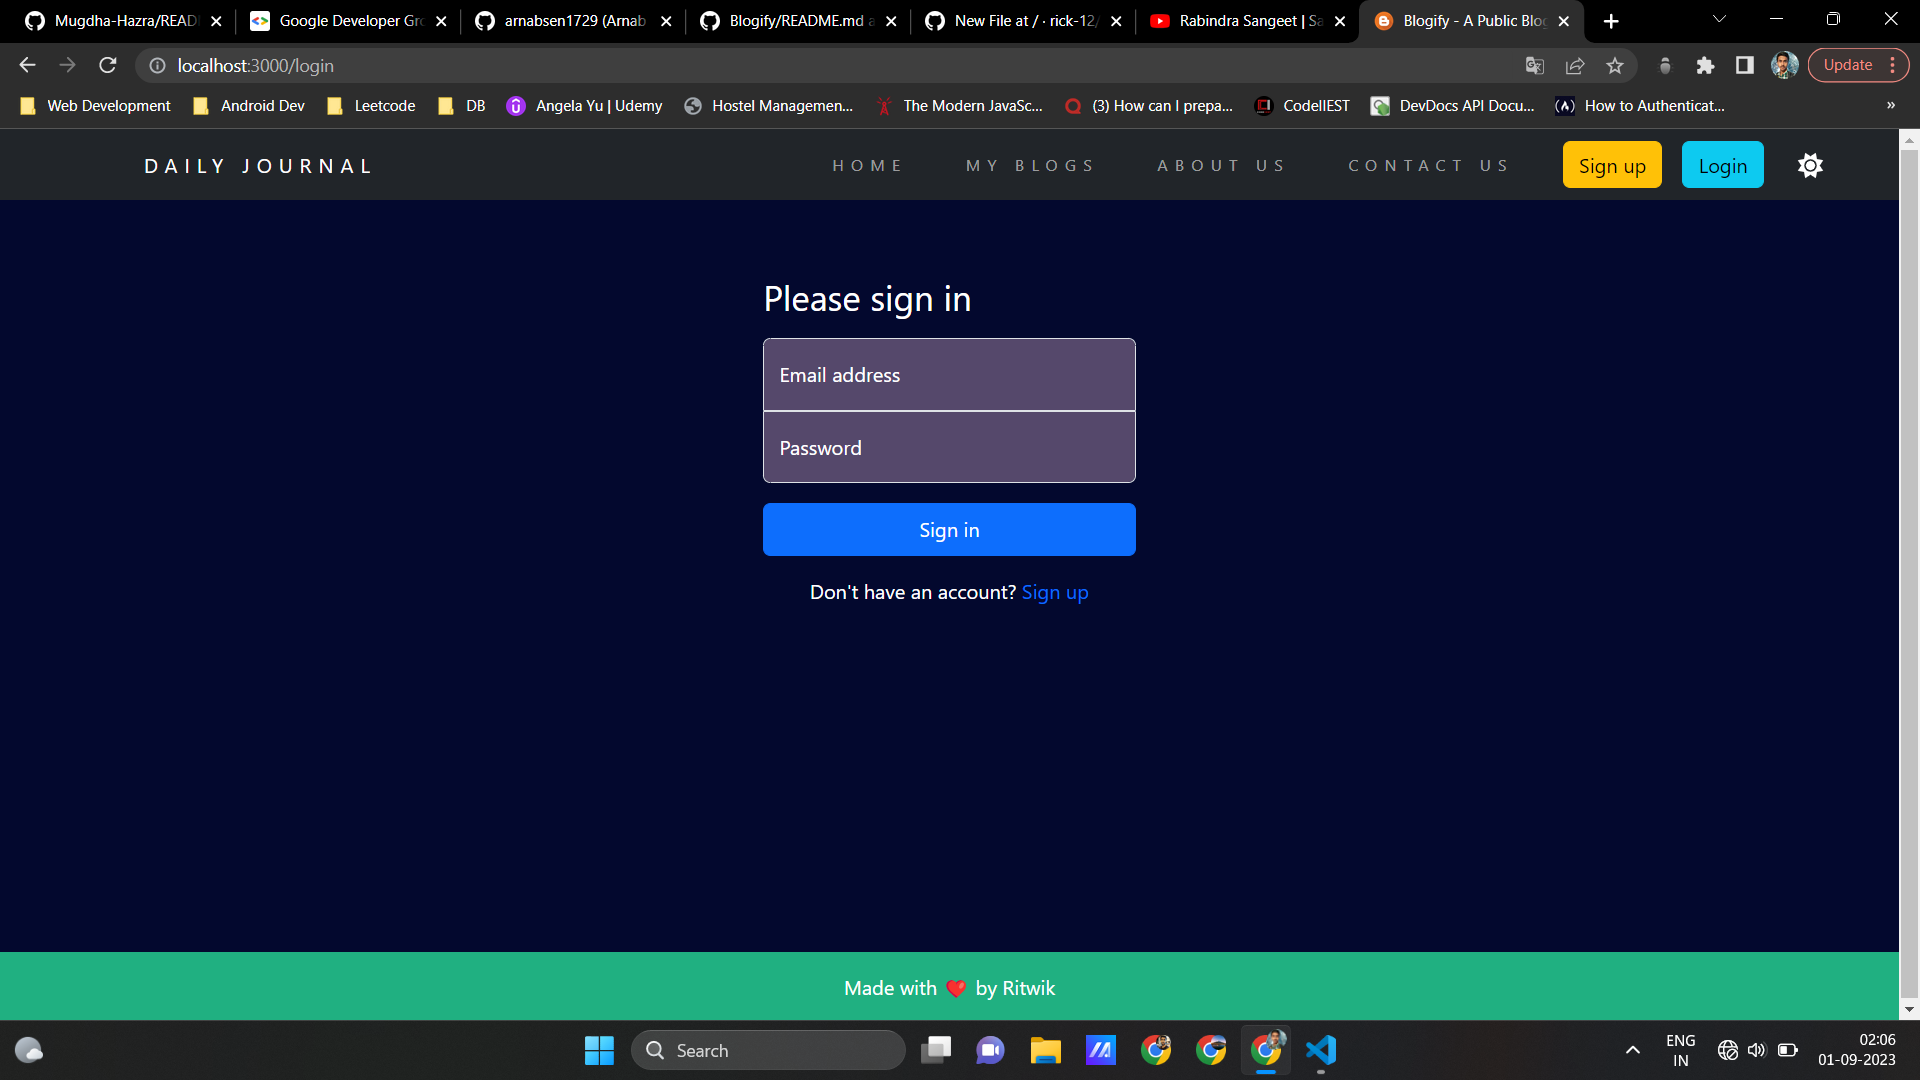 Mugdha-Hazra/READ
Google Developer Gro
arnabsen1729 (Arnab
Blogify/README.md a
New File at / · rick-12/
Rabindra Sangeet | Sa
Blogify - A Public Blog
localhost:3000/login
Update
Web Development
Android Dev
Leetcode
DB
Angela Yu | Udemy
Hostel Managemen...
The Modern JavaSc...
(3) How can I prepa...
CodeIIEST
DevDocs API Docu...
How to Authenticat...
»
DAILY JOURNAL
HOME
MY BLOGS
ABOUT US
CONTACT US
Sign up
Login
Please sign in
Email address
Password
Sign in
Don't have an account? Sign up
Made with ❤️ by Ritwik
Search
ENG
IN
02:06
01-09-2023